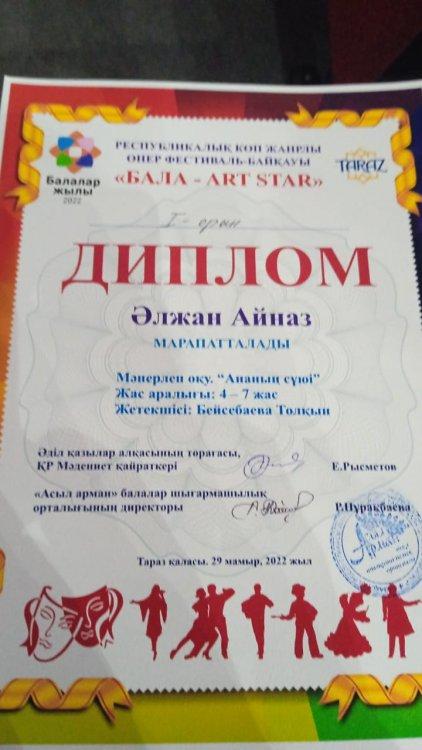 РЕСПУБЛИКАЛЫҚ КӨП ЖАНРЛЫ
ӨНЕР ФЕСТИВАЛЬ-БАЙҚАУЫ
«БАЛА - ART STAR»
Балалар
жылы
2022
TARAZ
I - орын
ДИПЛОМ
Әлжан Айназ
МАРАПАТТАЛАДЫ
Мәнерлеп оқу. “Ананың сүюі”
Жас аралығы: 4 – 7 жас
Жетекшісі: Бейсебаева Толқын
Әділ қазылар алқасының төрағасы,
ҚР Мәдениет қайраткері
Е.Рысметов
«Асыл арман» балалар шығармашылық
орталығының директоры
Р.Нұрақбаева
Тараз қаласы. 29 мамыр, 2022 жыл